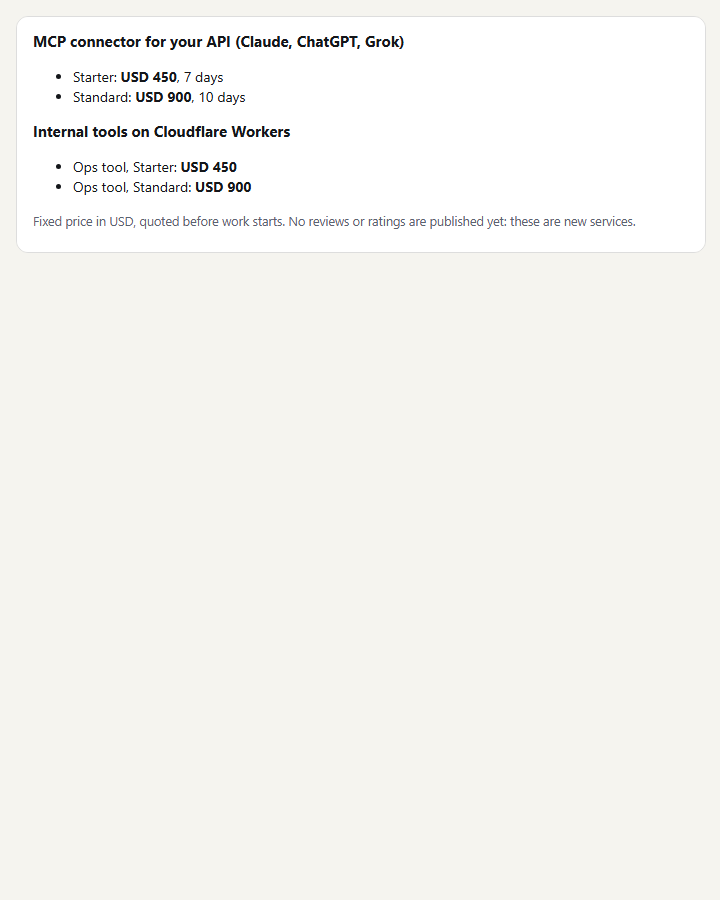 MCP connector for your API (Claude, ChatGPT, Grok)
Starter: USD 450, 7 days
Standard: USD 900, 10 days
Internal tools on Cloudflare Workers
Ops tool, Starter: USD 450
Ops tool, Standard: USD 900
Fixed price in USD, quoted before work starts. No reviews or ratings are published yet: these are new services.